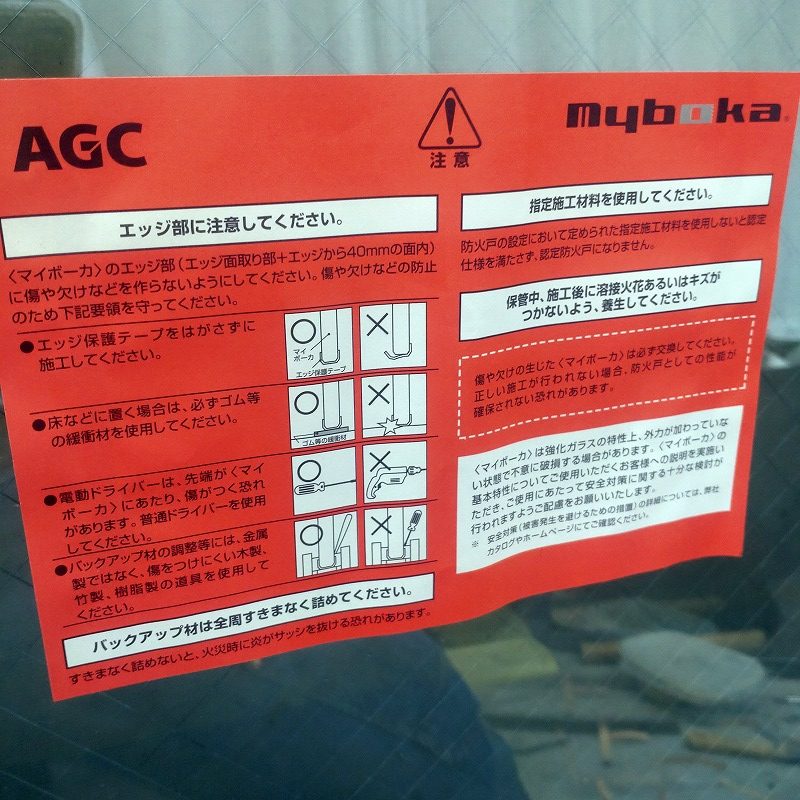 AGC
注意
myboka
エッジ部に注意してください。
〈マイボーカ〉のエッジ部(エッジ面取り部+エッジから40mmの面内)
に傷や欠けなどを作らないようにしてください。傷や欠けなどの防止
のため下記要領を守ってください。
●エッジ保護テープをはがさずに
施工してください。
マイ
ボーカ
エッジ保護テープ
●床などに置く場合は、必ずゴム等
の緩衝材を使用してください。
ゴム等の緩衝材
●電動ドライバーは、先端が〈マイ
ボーカ〉にあたり、傷がつく恐れ
があります。普通ドライバーを使用
してください。
●バックアップ材の調整等には、金属
製ではなく、傷をつけにくい木製、
竹製、樹脂製の道具を使用して
ください。
バックアップ材は全周すきまなく詰めてください。
すきまなく詰めないと、火災時に炎がサッシを抜ける恐れがあります。
指定施工材料を使用してください。
防火戸の設定において定められた指定施工材料を使用しないと認定
仕様を満たさず、認定防火戸になりません。
保管中、施工後に溶接火花あるいはキズが
つかないよう、養生してください。
傷や欠けの生じた〈マイボーカ〉は必ず交換してください。
正しい施工が行われない場合、防火戸としての性能が
確保されない恐れがあります。
〈マイボーカ〉は強化ガラスの特性上、外力が加わっていな
い状態で不意に破損する場合があります。〈マイボーカ〉の
基本特性についてご使用いただくお客様への説明を実施い
ただき、ご使用にあたって安全対策に関する十分な検討が
行われますようご配慮をお願いいたします。
※ 安全対策(被害発生を避けるための措置)の詳細については、弊社
カタログやホームページにてご確認ください。